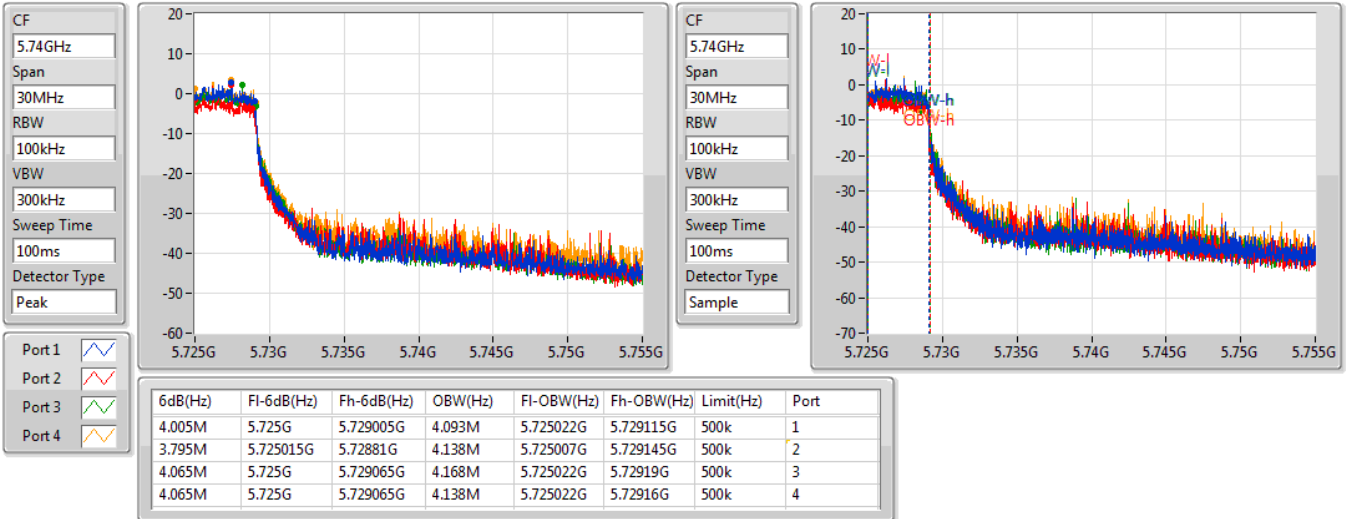 CF
5.74GHz
Span
30MHz
RBW
100kHz
VBW
300kHz
Sweep Time
100ms
Detector Type
Peak
20
10
0
-10
-20
-30
-40
-50
-60
5.725G 5.73G 5.735G 5.74G 5.745G 5.75G 5.755G
CF
5.74GHz
Span
30MHz
RBW
100kHz
VBW
300kHz
Sweep Time
100ms
Detector Type
Sample
20
10
0
-10
-20
-30
-40
-50
-60
-70
W-l
W-l
W-h
OBW-h
5.725G 5.73G 5.735G 5.74G 5.745G 5.75G 5.755G
Port 1
Port 2
Port 3
Port 4
6dB(Hz) Fl-6dB(Hz) Fh-6dB(Hz) OBW(Hz) Fl-OBW(Hz) Fh-OBW(Hz) Limit(Hz) Port
4.005M 5.725G 5.729005G 4.093M 5.725022G 5.729115G 500k 1
3.795M 5.725015G 5.72881G 4.138M 5.725007G 5.729145G 500k 2
4.065M 5.725G 5.729065G 4.168M 5.725022G 5.72919G 500k 3
4.065M 5.725G 5.729065G 4.138M 5.725022G 5.72916G 500k 4